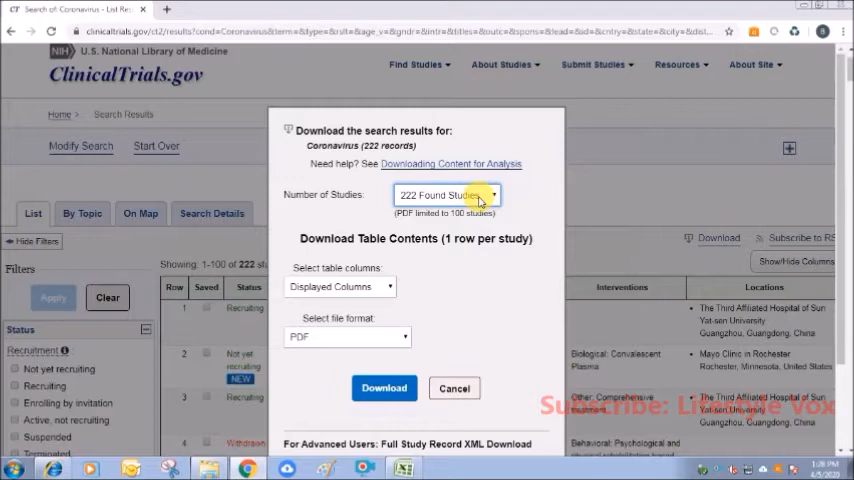 CT Search of: Coronavirus - List Res
clinicaltrials.gov/ct2/results?cond=Coronavirus&term=&type=&rslt=&age_v=&gndr=&intr=&titles=&outc=&spons=&lead=&id=&cntry=&state=&city=&dist...
NIH U.S. National Library of Medicine
ClinicalTrials.gov
Find Studies
About Studies
Submit Studies
Resources
About Site
Home > Search Results
Modify Search
Start Over
List
By Topic
On Map
Search Details
Hide Filters
Download
Subscribe to RS
Showing: 1-100 of 222 stu
Show/Hide Columns
Filters
Apply
Clear
Status
Recruitment
Not yet recruiting
Recruiting
Enrolling by invitation
Active, not recruiting
Suspended
Terminated
Row
Saved
Status
Interventions
Locations
1
Recruiting
The Third Affiliated Hospital of Sun
Yat-sen University
Guangzhou, Guangdong, China
2
Not yet
recruiting
NEW
Biological: Convalescent
Plasma
Mayo Clinic in Rochester
Rochester, Minnesota, United States
3
Recruiting
Other: Comprehensive
treatment
The Third Affiliated Hospital of Sun
Yat-sen University
Guangzhou, Guangdong, China
4
Withdrawn
Behavioral: Psychological and
Download the search results for:
Coronavirus (222 records)
Need help? See Downloading Content for Analysis
Number of Studies:
222 Found Studies
(PDF limited to 100 studies)
Download Table Contents (1 row per study)
Select table columns:
Displayed Columns
Select file format:
PDF
Download
Cancel
For Advanced Users: Full Study Record XML Download
Subscribe: Lifestyle Vox
1:28 PM
4/5/2020